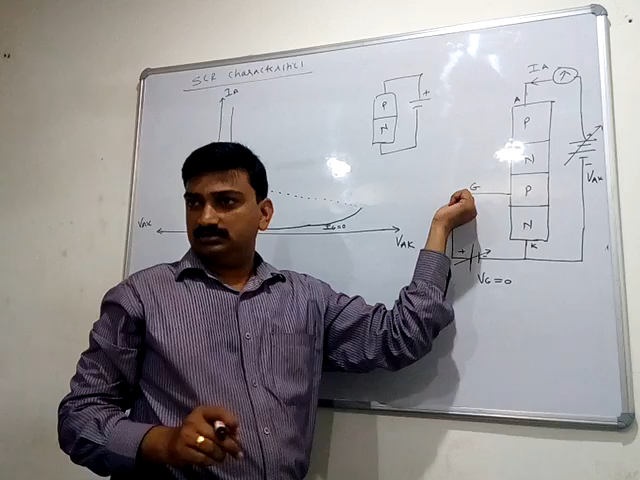 SCR Characteristics
IA
VAK
VAK
IG=0
P
N
+
IA
A
P
N
P
N
K
G
+
-
VAK
+
VG=0